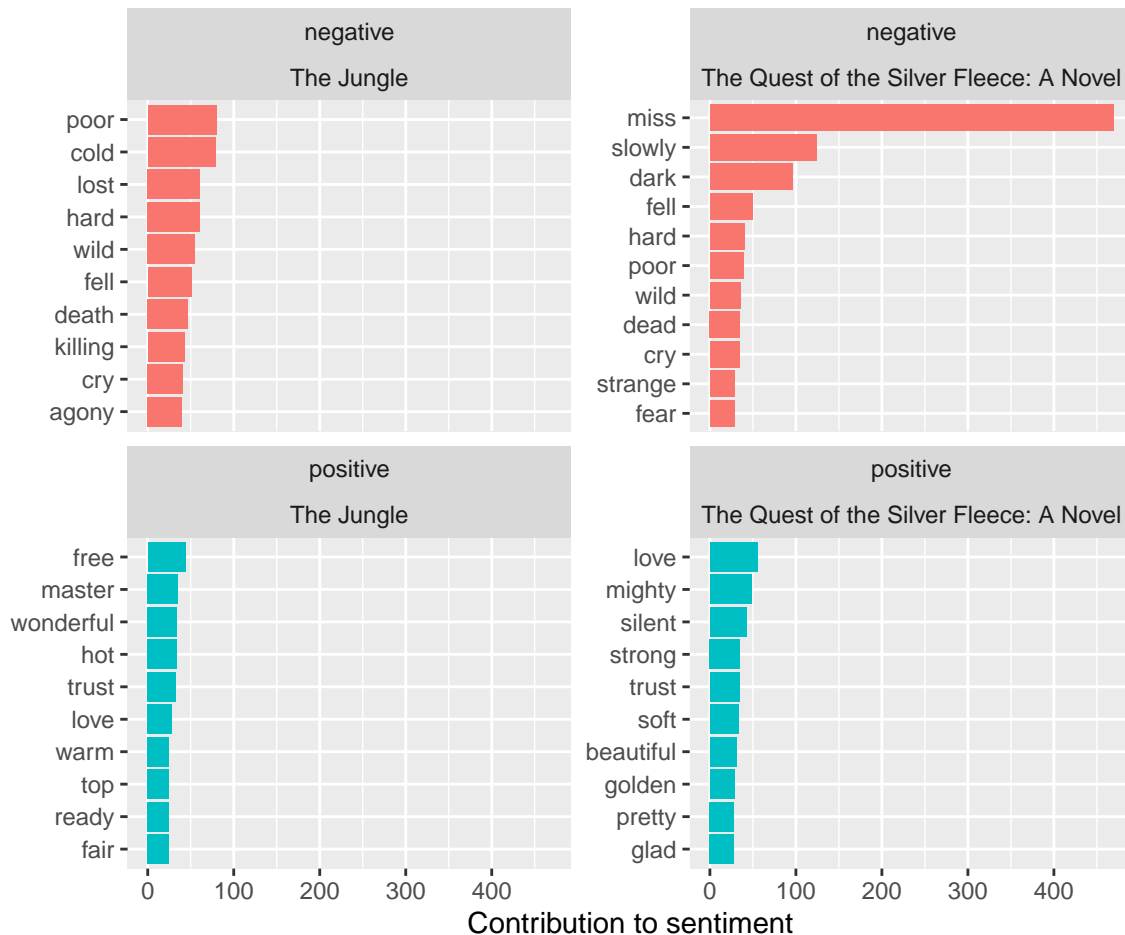 negative
The Jungle
poor
cold
lost
hard
wild
fell
death
killing
cry
agony
negative
The Quest of the Silver Fleece: A Novel
miss
slowly
dark
fell
hard
poor
wild
dead
cry
strange
fear
positive
The Jungle
free
master
wonderful
hot
trust
love
warm
top
ready
fair
0 100 200 300 400
positive
The Quest of the Silver Fleece: A Novel
love
mighty
silent
strong
trust
soft
beautiful
golden
pretty
glad
0 100 200 300 400
Contribution to sentiment